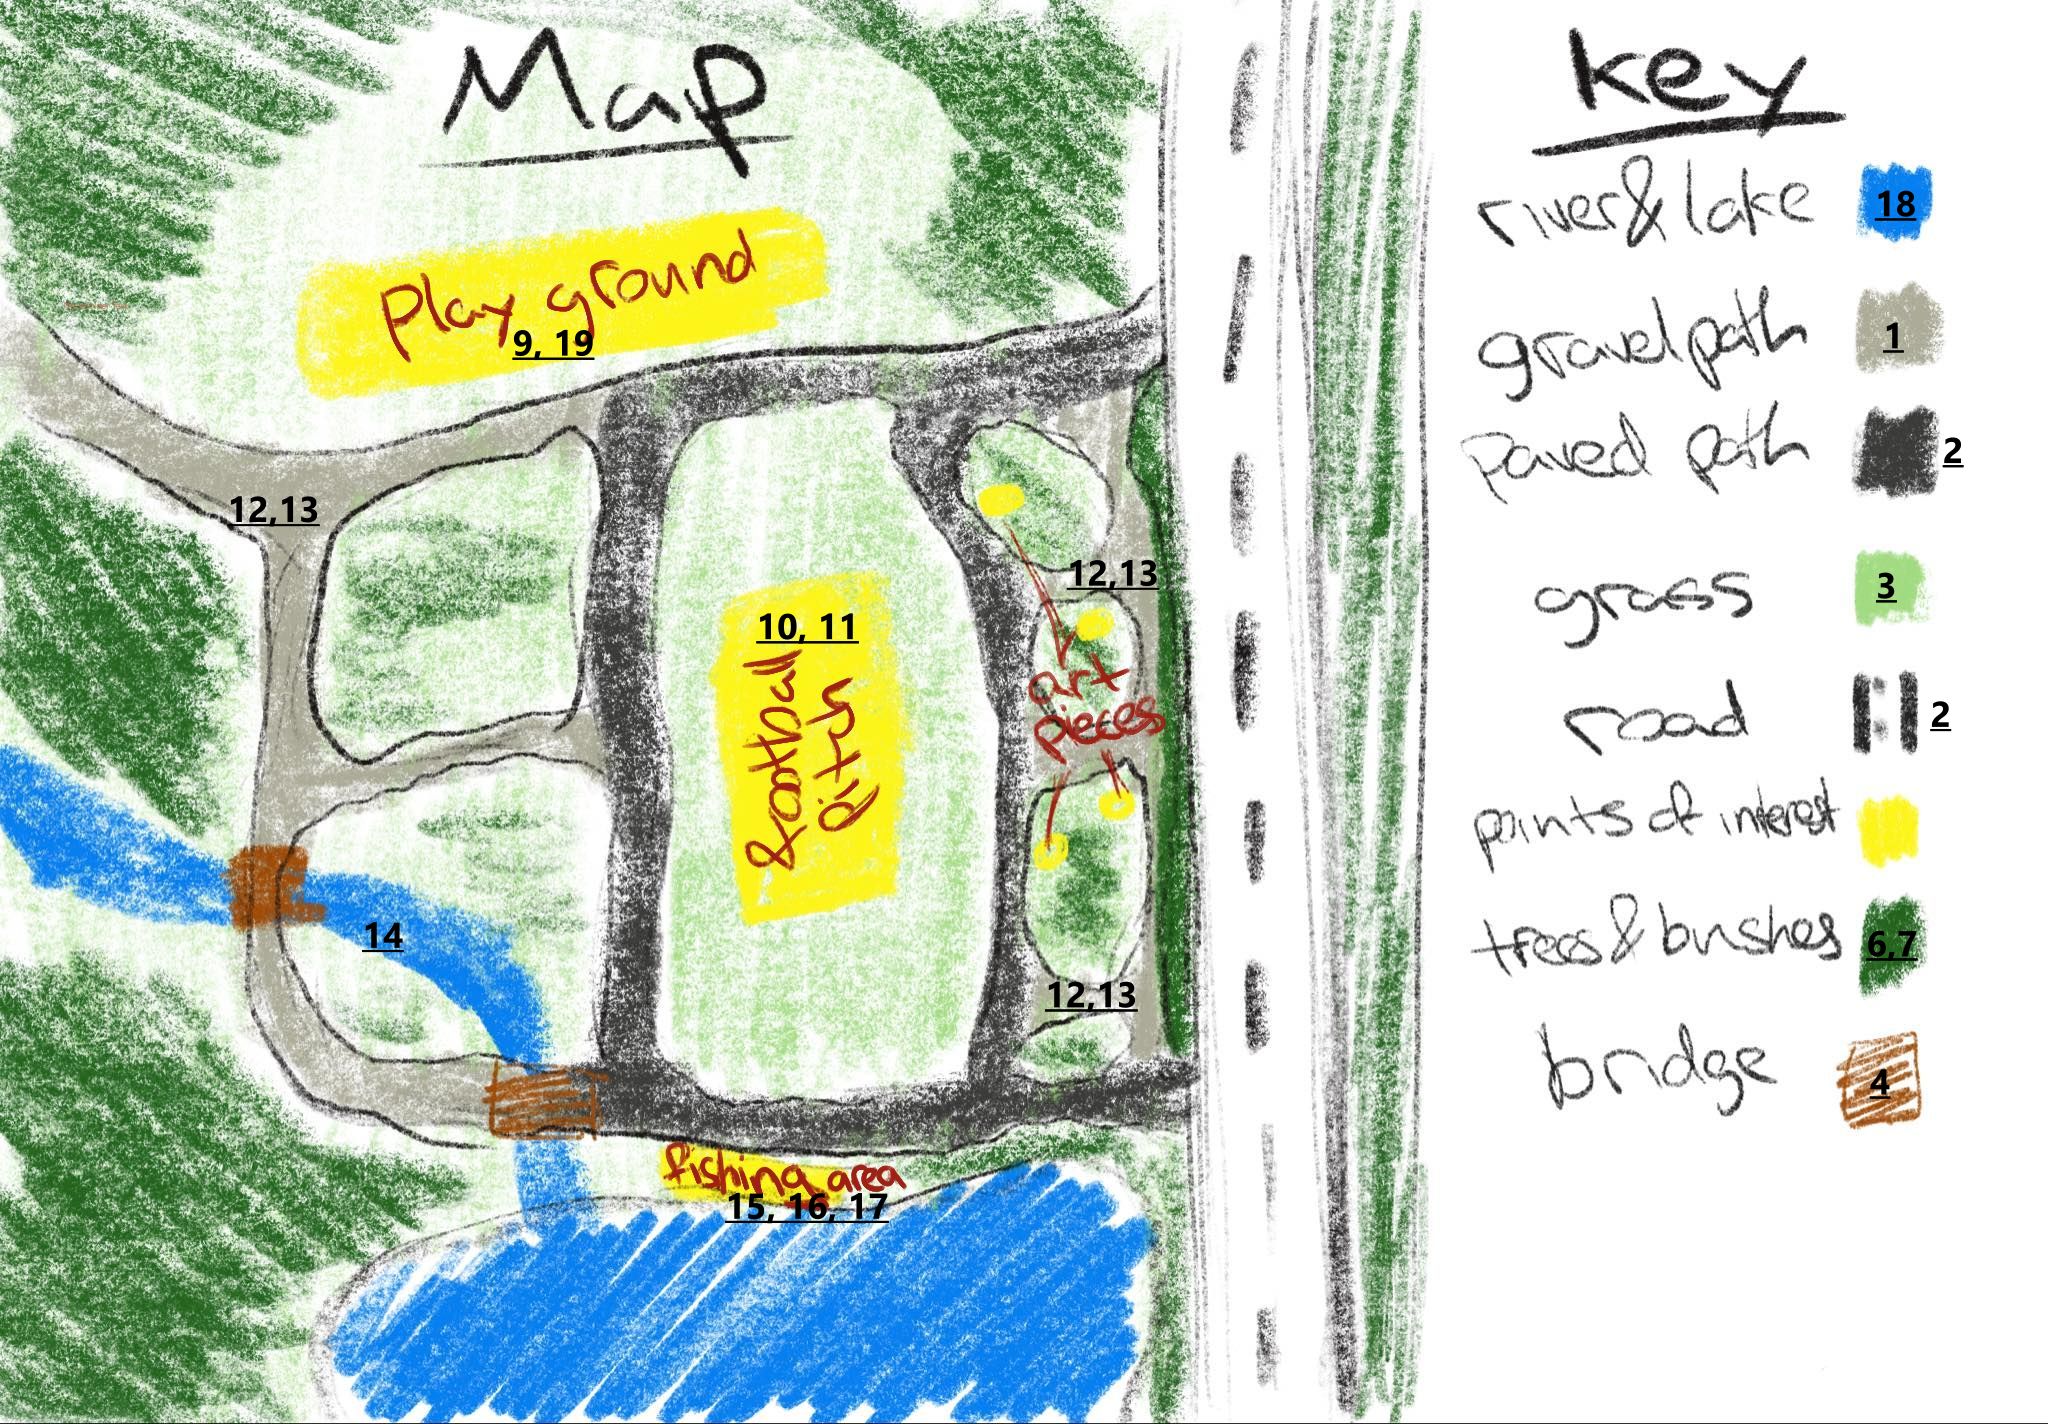 Map
key
river & lake 18
gravel path 1
paved path 2
grass 3
road 2
points of interest
trees & bushes 6,7
bridge 4
Play ground
9, 19
12,13
10, 11
football
pitch
12,13
art
pieces
14
12,13
fishing area
15, 16, 17